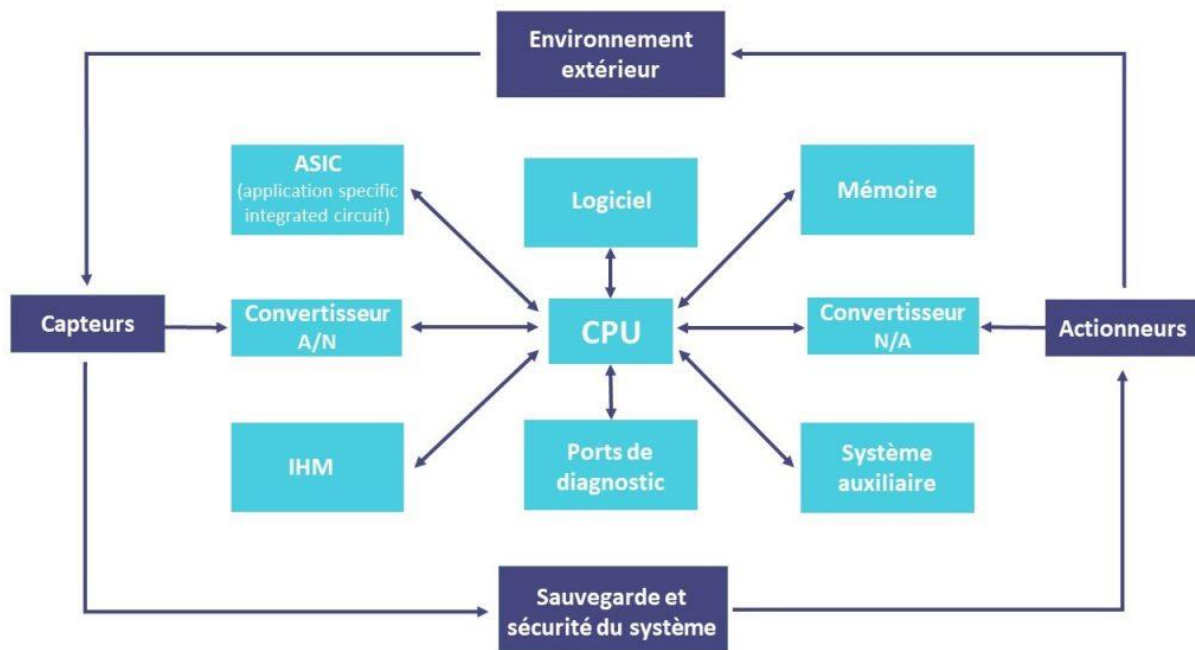 Environnement
extérieur
ASIC
(application specific
integrated circuit)
Logiciel
Mémoire
Capteurs
Convertisseur
A/N
CPU
Convertisseur
N/A
Actionneurs
IHM
Ports de
diagnostic
Système
auxiliaire
Sauvegarde et
sécurité du système